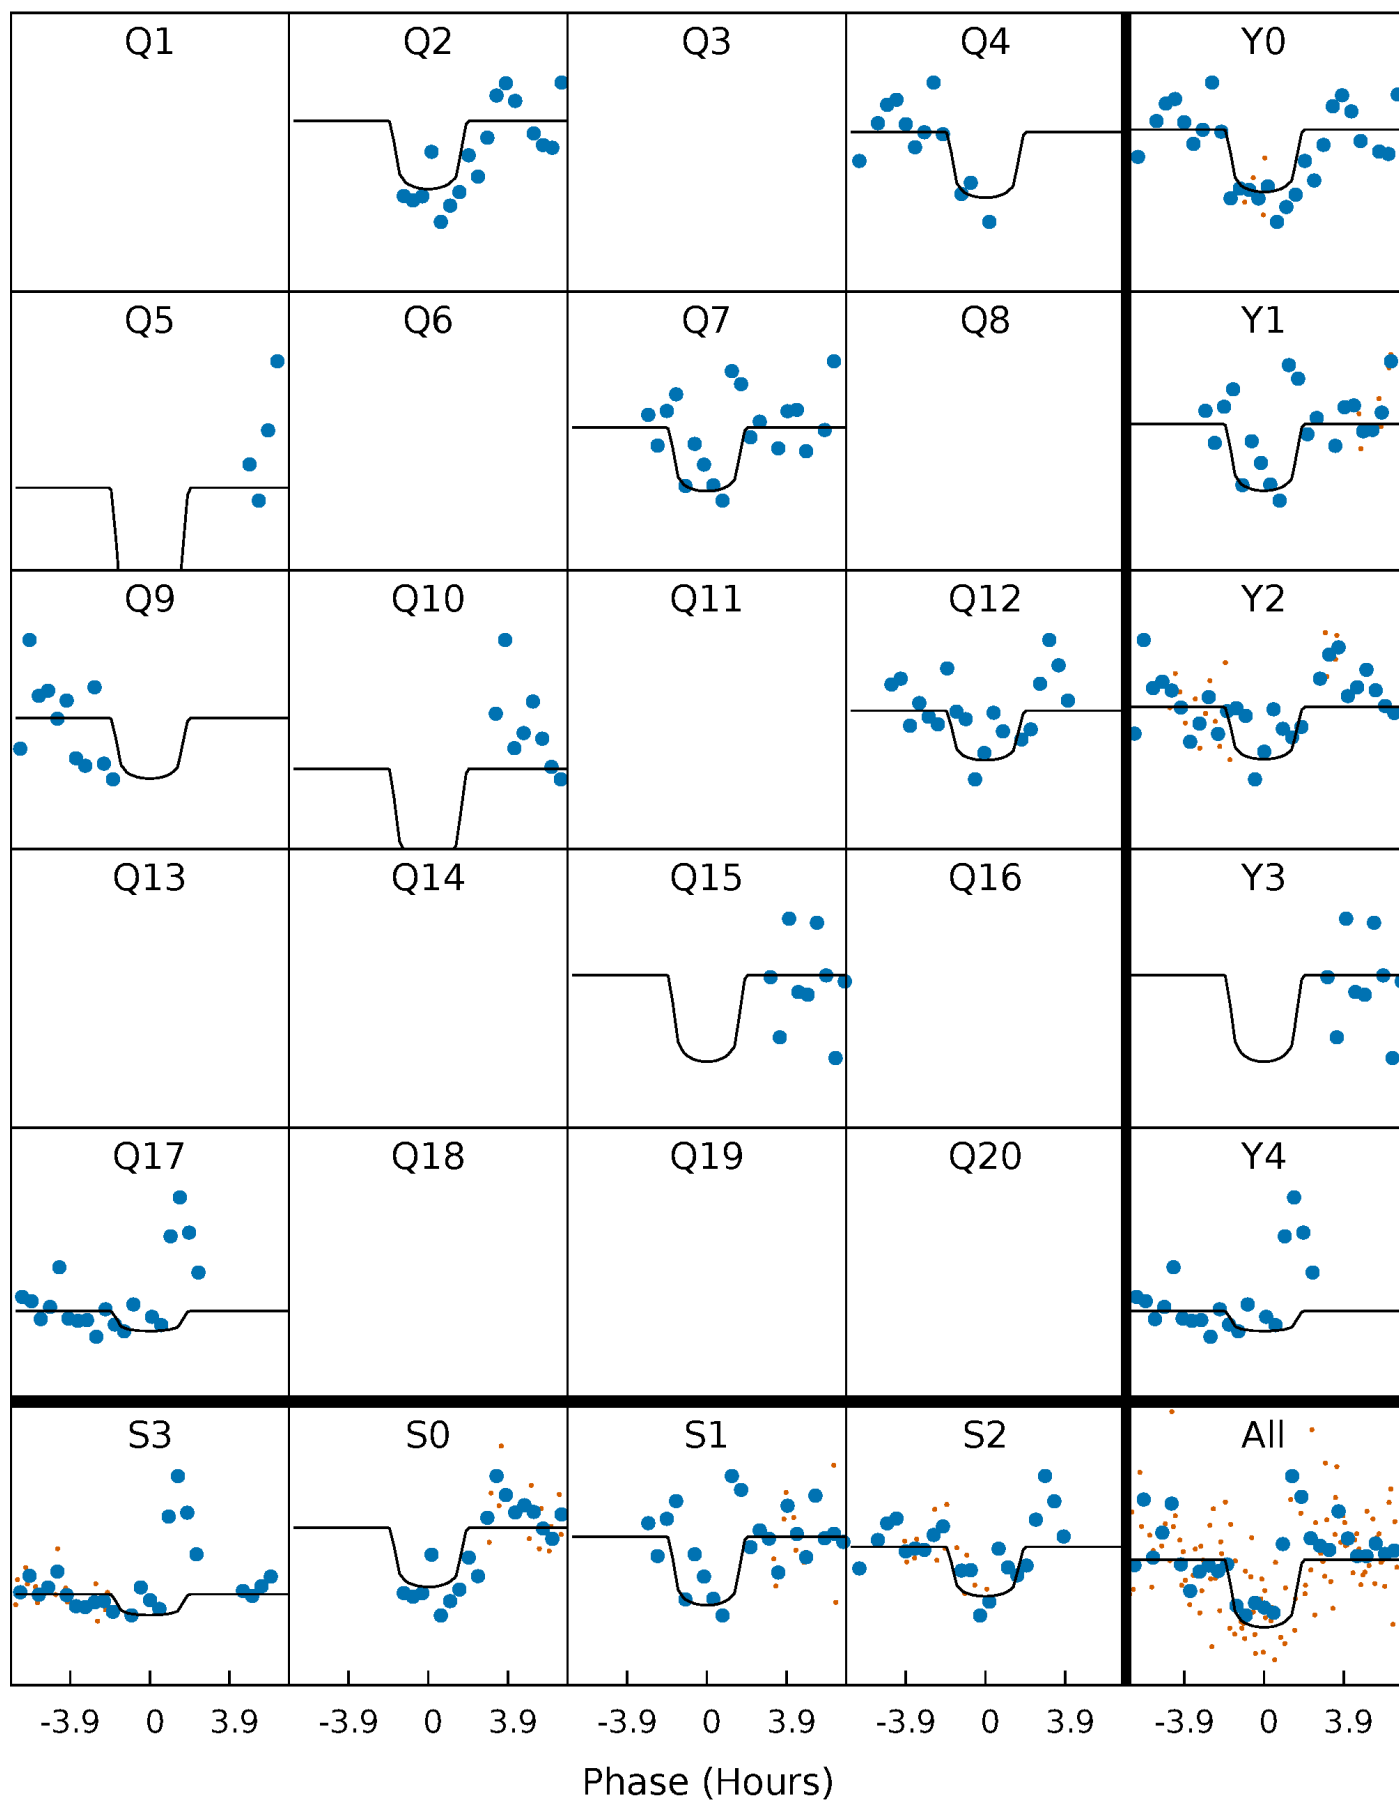 Q1 Q2 Q3 Q4 Y0
Q5 Q6 Q7 Q8 Y1
Q9 Q10 Q11 Q12 Y2
Q13 Q14 Q15 Q16 Y3
Q17 Q18 Q19 Q20 Y4
S3 S0 S1 S2 All
-3.9 0 3.9 -3.9 0 3.9 -3.9 0 3.9 -3.9 0 3.9 -3.9 0 3.9
Phase (Hours)